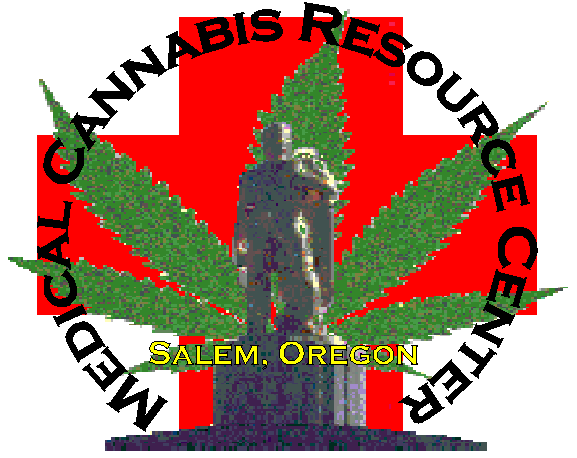 MEDICAL CANNABIS RESOURCE CENTER
SALEM, OREGON